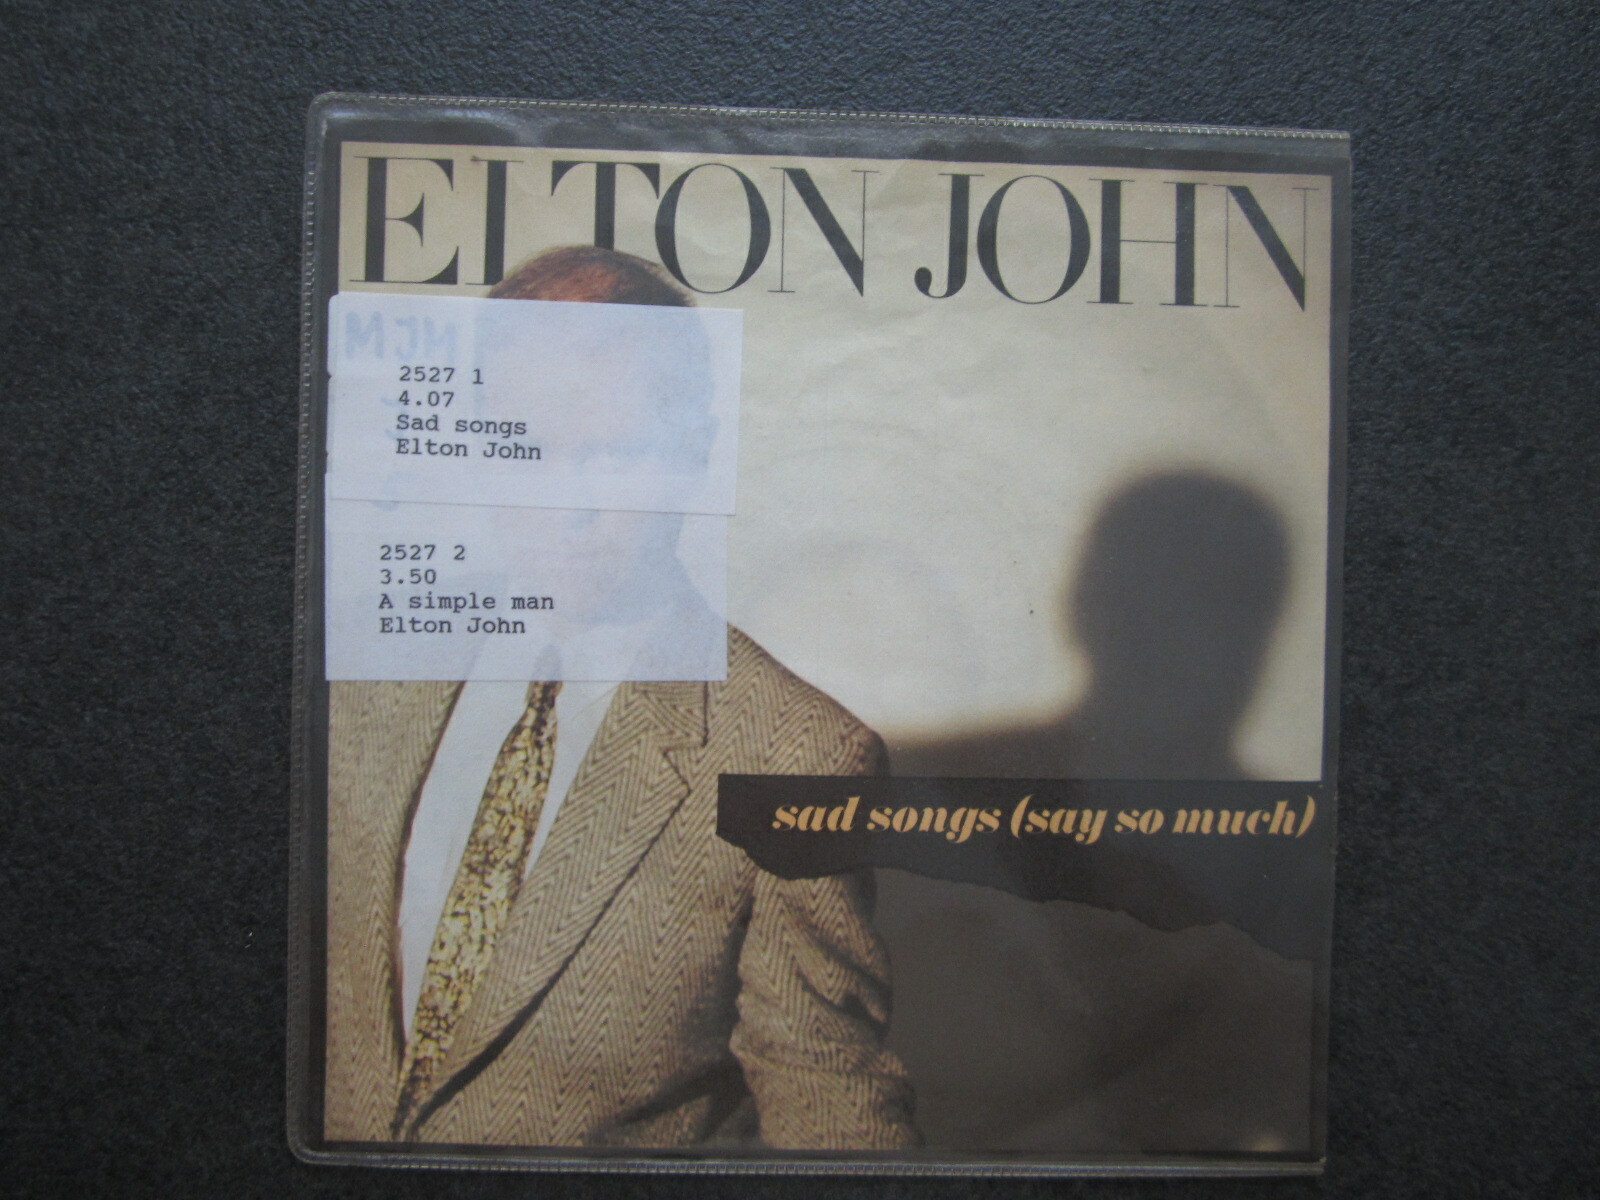 ELTON JOHN
2527 1
4.07
Sad songs
Elton John
2527 2
3.50
A simple man
Elton John
sad songs (say so much)